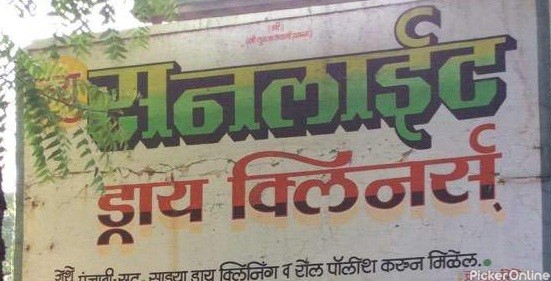 ॥ श्री ॥
सनलाईट
ड्राय क्लिनर्स्
येथे पंजाबी सुट, साड्या ड्राय क्लिनिंग व रोल पॉलीश करुन मिळेल.
PickerOnline